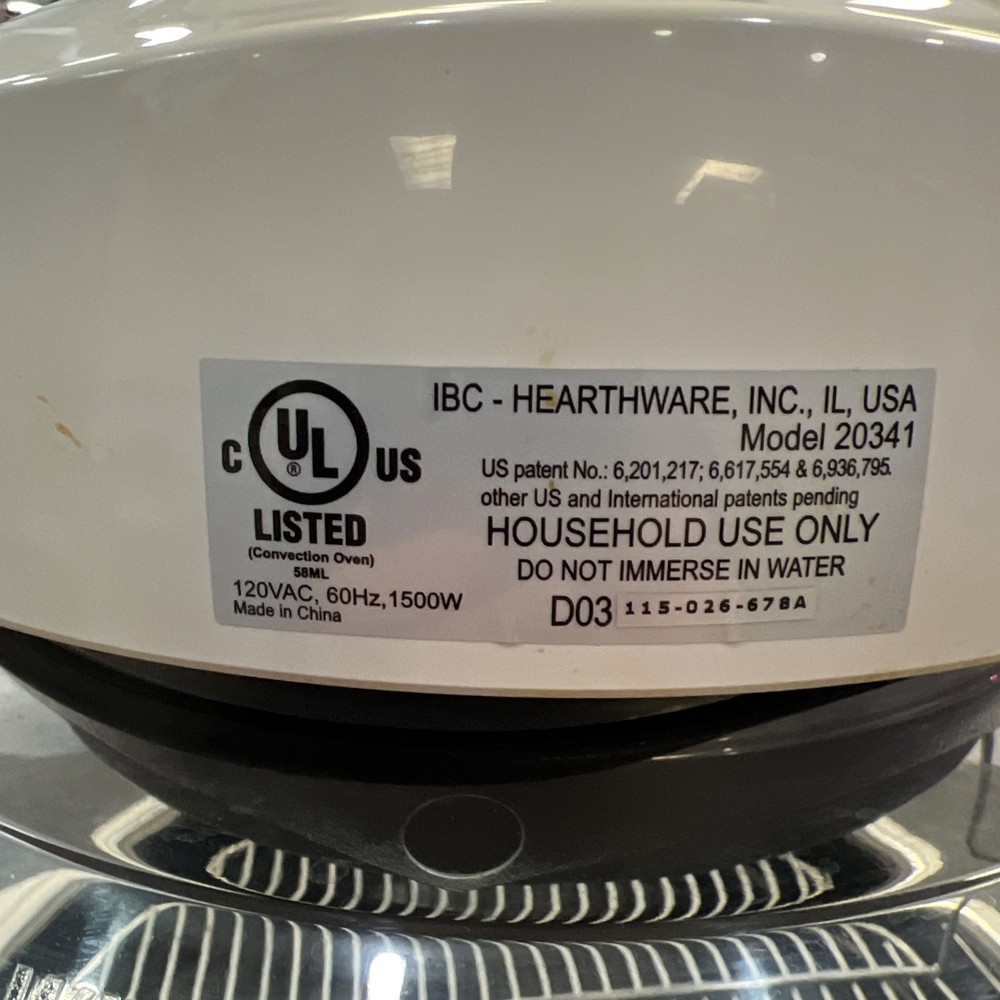 C UL ® US
LISTED
(Convection Oven)
58ML
120VAC, 60Hz,1500W
Made in China
IBC - HEARTHWARE, INC., IL, USA
Model 20341
US patent No.: 6,201,217; 6,617,554 & 6,936,795.
other US and International patents pending
HOUSEHOLD USE ONLY
DO NOT IMMERSE IN WATER
D03 115-026-678A